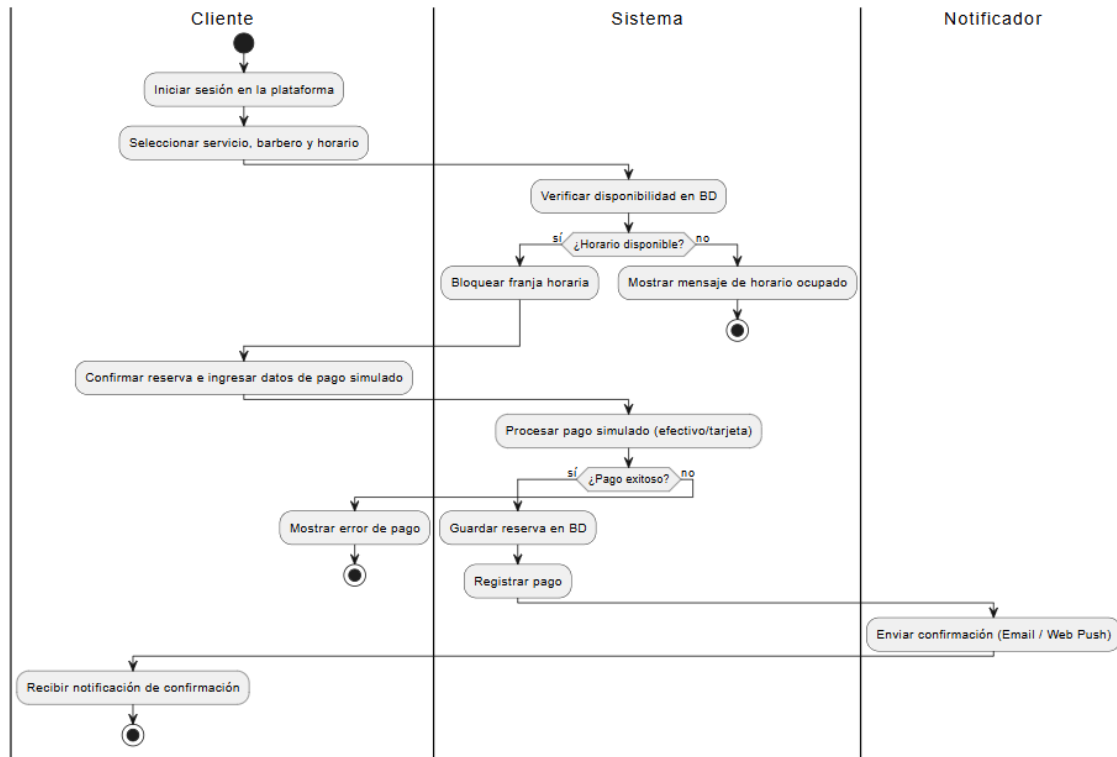 Cliente
Sistema
Notificador
Iniciar sesión en la plataforma
Seleccionar servicio, barbero y horario
Verificar disponibilidad en BD
sí
¿Horario disponible?
no
Bloquear franja horaria
Mostrar mensaje de horario ocupado
Confirmar reserva e ingresar datos de pago simulado
Procesar pago simulado (efectivo/tarjeta)
sí
¿Pago exitoso?
no
Mostrar error de pago
Guardar reserva en BD
Registrar pago
Enviar confirmación (Email / Web Push)
Recibir notificación de confirmación